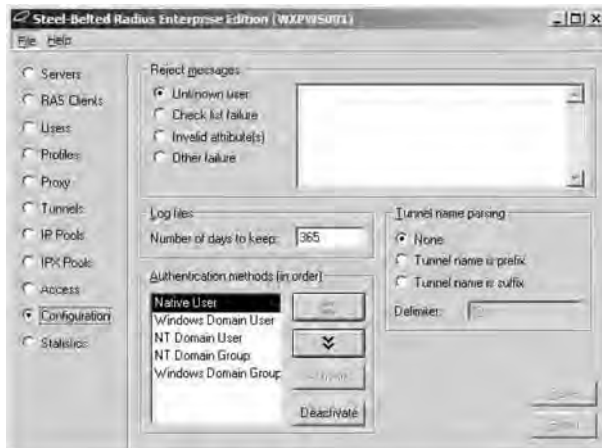 Steel-Belted Radius Enterprise Edition (WXPWS001)
File Help
Servers
RAS Clients
Users
Profiles
Proxy
Tunnels
IP Pools
IPX Pools
Access
Configuration
Statistics
Reject messages
Unknown user
Check list failure
Invalid attribute(s)
Other failure
Log files
Number of days to keep: 365
Authentication methods (in order)
Native User
Windows Domain User
NT Domain User
NT Domain Group
Windows Domain Group
Deactivate
Tunnel name parsing
None
Tunnel name is prefix
Tunnel name is suffix
Delimiter: